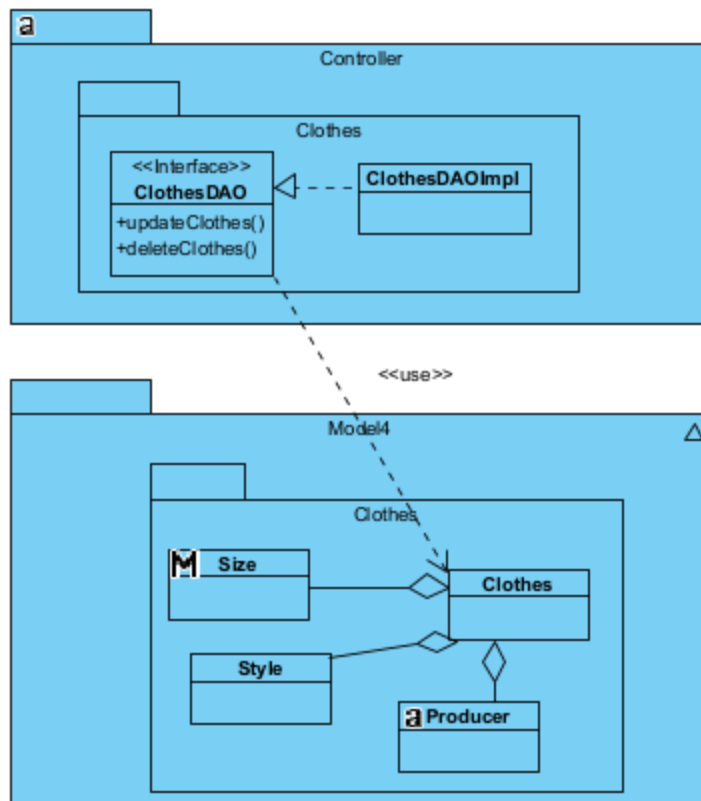 a
Controller
Clothes
<<Interface>>
ClothesDAO
+updateClothes()
+deleteClothes()
ClothesDAOImpl
<<use>>
Model4
Clothes
M Size
Clothes
Style
a Producer